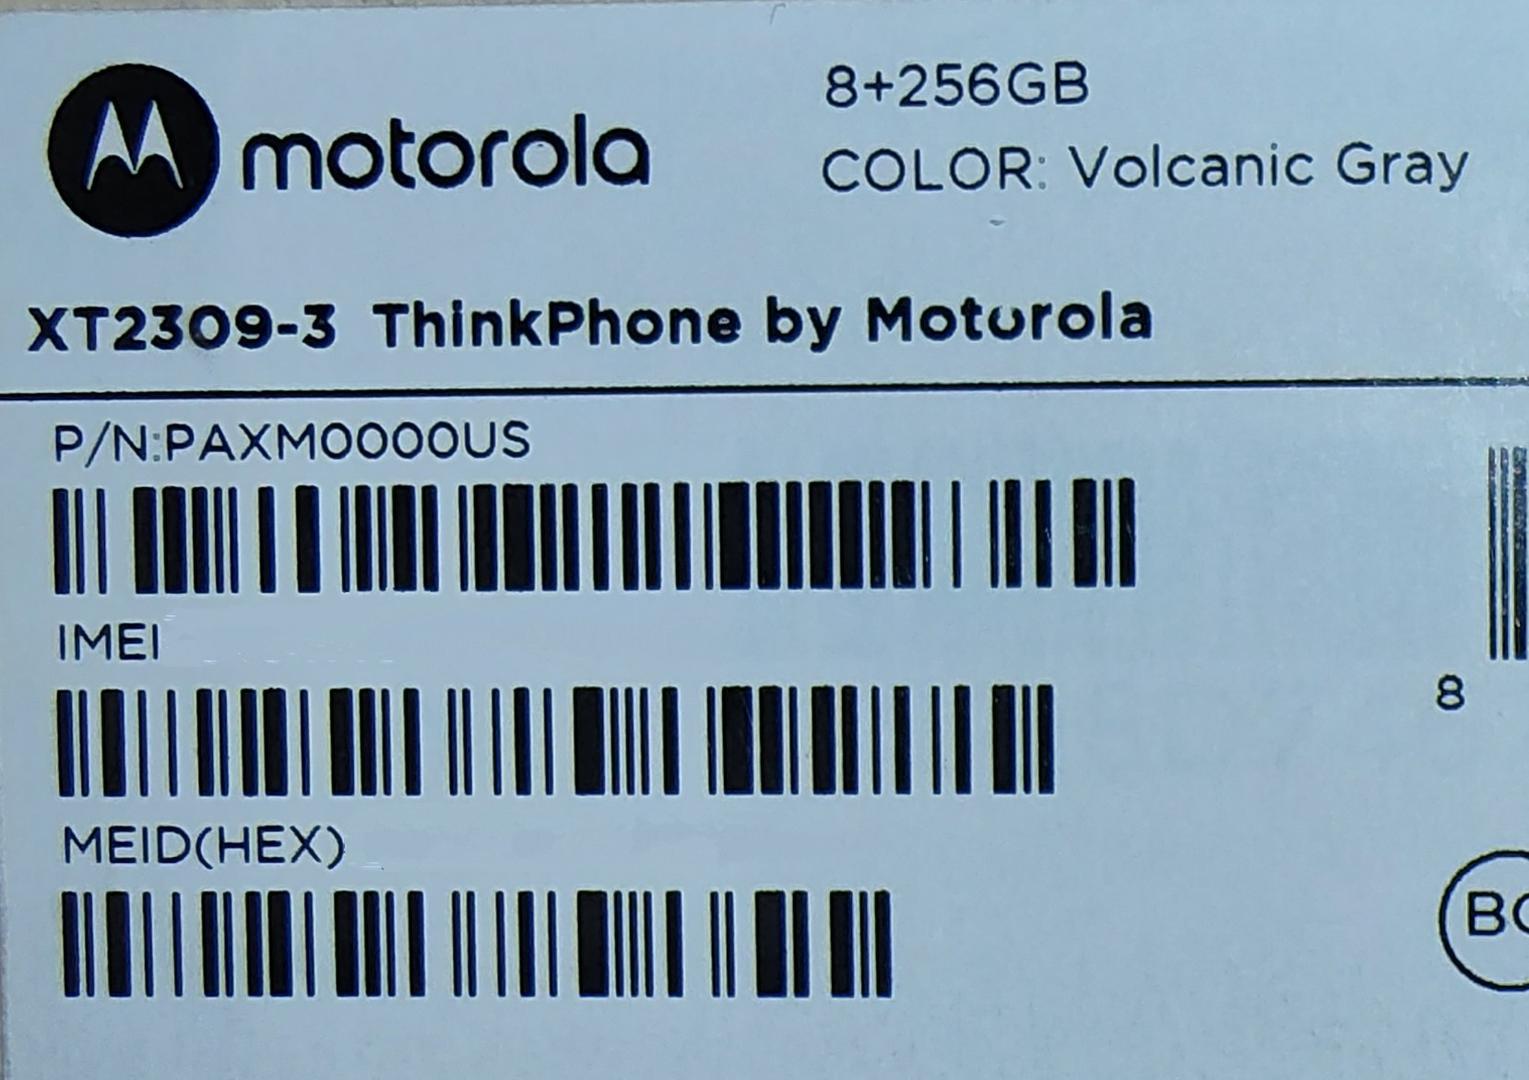 motorola
8+256GB
COLOR: Volcanic Gray
XT2309-3 ThinkPhone by Motorola
P/N:PAXM0000US
IMEI
MEID(HEX)
8